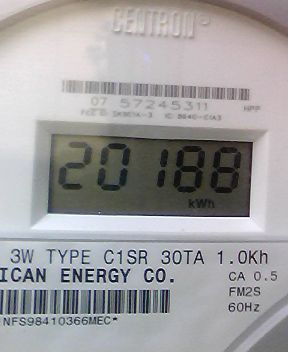 CENTRON
07 57245311
20188
kWh
3W TYPE C1SR 30TA 1.0Kh
ICAN ENERGY CO.
CA 0.5
FM2S
60Hz
NFS98410366MEC*